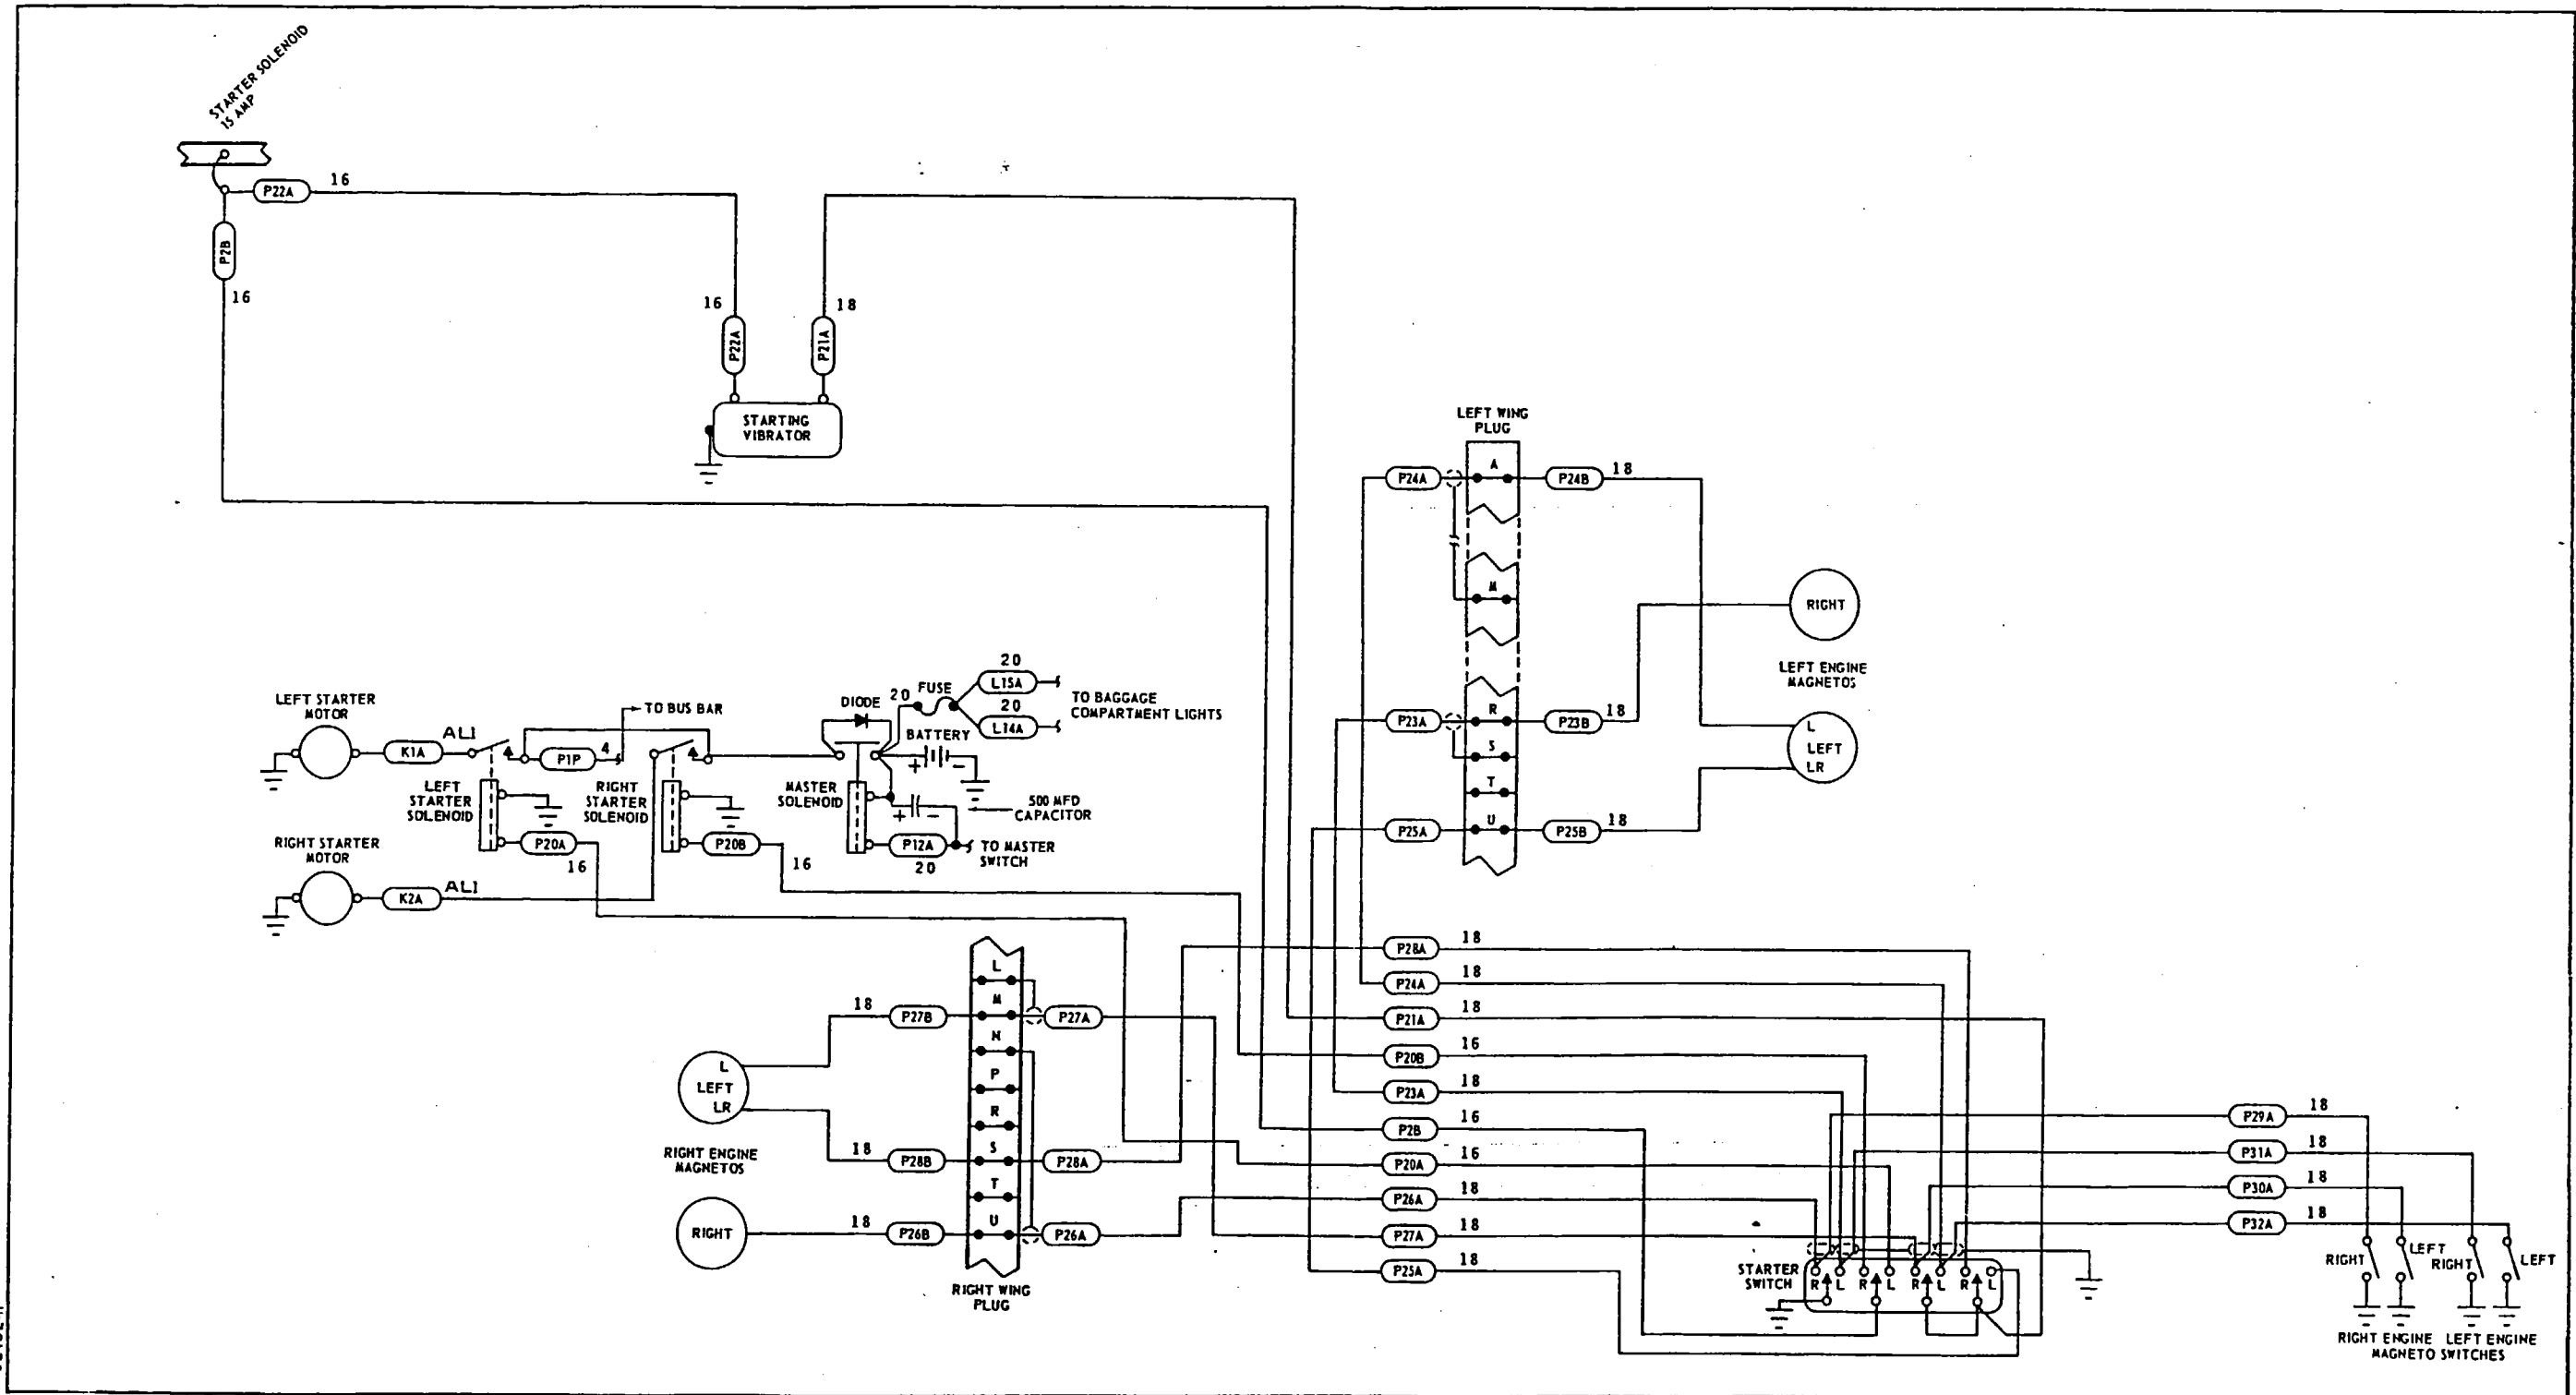 STARTER SOLENOID
15 AMP
P22A
16
P2B
16
16
18
P22A
P21A
STARTING
VIBRATOR
LEFT WING
PLUG
P24A
A
P24B
18
M
RIGHT
LEFT ENGINE
MAGNETOS
P23A
R
P23B
18
S
T
L
LEFT
LR
P25A
U
P25B
18
LEFT STARTER
MOTOR
ALI
K1A
TO BUS BAR
P1P
4
DIODE
20
FUSE
20
L15A
20
L14A
TO BAGGAGE
COMPARTMENT LIGHTS
BATTERY
+
-
LEFT
STARTER
SOLENOID
RIGHT
STARTER
SOLENOID
MASTER
SOLENOID
+
-
500 MFD
CAPACITOR
P20A
16
P20B
16
P12A
20
TO MASTER
SWITCH
RIGHT STARTER
MOTOR
ALI
K2A
L
M
N
P
R
S
T
U
18
P27B
P27A
L
LEFT
LR
RIGHT ENGINE
MAGNETOS
18
P28B
P28A
RIGHT
18
P26B
P26A
RIGHT WING
PLUG
P28A
18
P24A
18
P21A
18
P20B
16
P23A
18
P2B
16
P20A
16
P26A
18
P27A
18
P25A
18
P29A
18
P31A
18
P30A
18
P32A
18
STARTER
SWITCH
R
L
R
L
R
L
R
L
RIGHT
LEFT
RIGHT
LEFT
RIGHT ENGINE
LEFT ENGINE
MAGNETO SWITCHES